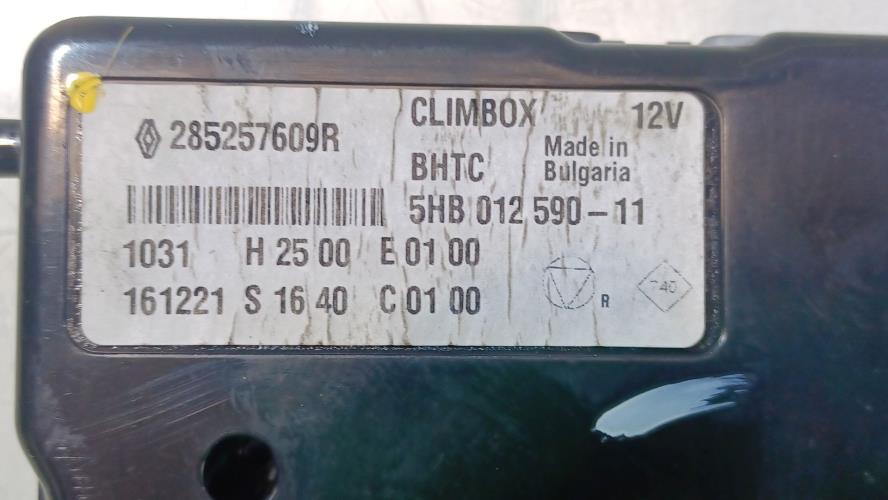 285257609R
CLIMBOX 12V
BHTC Made in Bulgaria
5HB 012 590-11
1031 H 25 00 E 01 00
161221 S 16 40 C 01 00
R
740